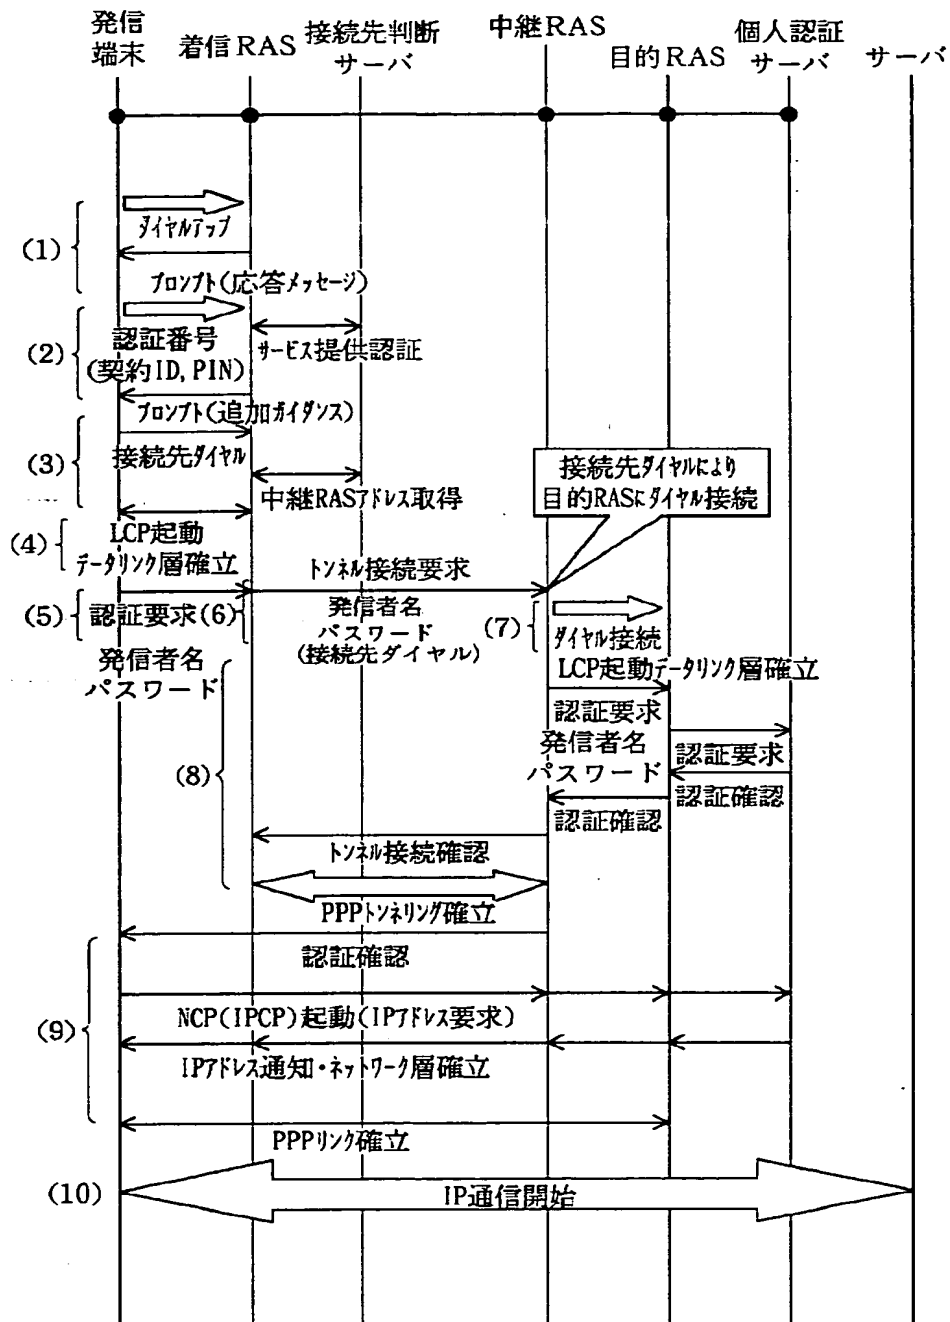 発信
端末
着信RAS
接続先判断
サーバ
中継RAS
目的RAS
個人認証
サーバ
サーバ
(1)
ダイヤルアップ
プロンプト(応答メッセージ)
(2)
認証番号
(契約ID,PIN)
サービス提供認証
プロンプト(追加ガイダンス)
(3)
接続先ダイヤル
中継RASアドレス取得
接続先ダイヤルにより
目的RASにダイヤル接続
(4)
LCP起動
データリンク層確立
トンネル接続要求
(5)
認証要求(6)
発信者名
パスワード
(接続先ダイヤル)
(7)
ダイヤル接続
発信者名
パスワード
LCP起動データリンク層確立
認証要求
発信者名
パスワード
認証要求
(8)
認証確認
認証確認
トンネル接続確認
PPPトンネリング確立
認証確認
(9)
NCP(IPCP)起動(IPアドレス要求)
IPアドレス通知・ネットワーク層確立
PPPリンク確立
(10)
IP通信開始